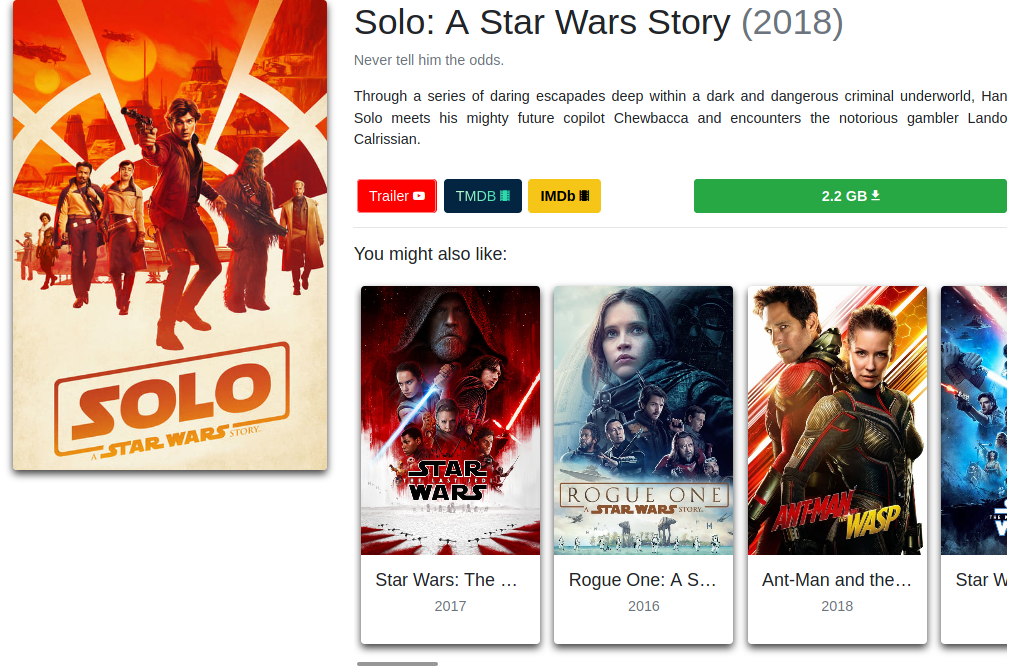 Solo: A Star Wars Story (2018)
Never tell him the odds.
Through a series of daring escapades deep within a dark and dangerous criminal underworld, Han
Solo meets his mighty future copilot Chewbacca and encounters the notorious gambler Lando
Calrissian.
Trailer TMDB IMDb 2.2 GB
You might also like:
SOLO
A STAR WARS STORY
STAR
WARS
ROGUE ONE
A STAR WARS STORY
ANT-MAN
AND THE
WASP
Star Wars: The ... Rogue One: A S... Ant-Man and the... Star W
2017 2016 2018